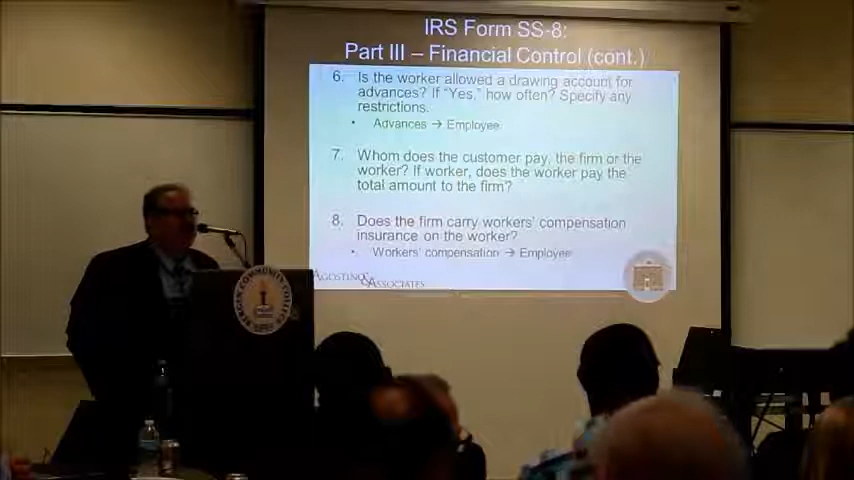 IRS Form SS-8:
Part III – Financial Control (cont.)
6. Is the worker allowed a drawing account for
advances? If “Yes,” how often? Specify any
restrictions.
• Advances → Employee
7. Whom does the customer pay, the firm or the
worker? If worker, does the worker pay the
total amount to the firm?
8. Does the firm carry workers’ compensation
insurance on the worker?
• Workers’ compensation → Employee
AGOSTINO & ASSOCIATES
BERGEN COMMUNITY COLLEGE